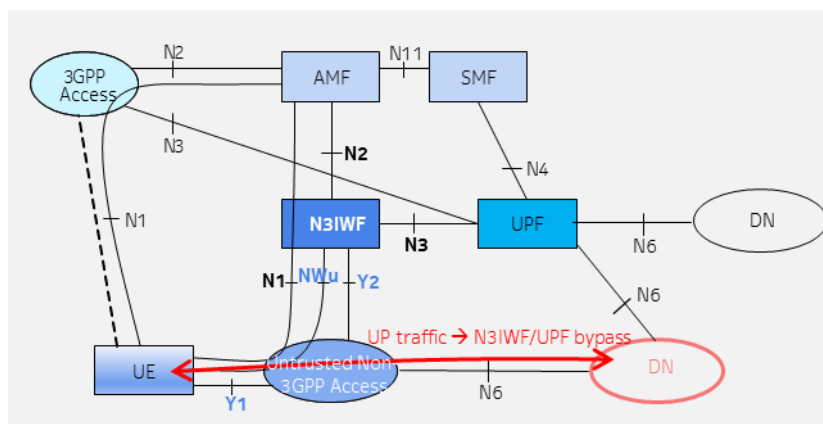 N2
N11
3GPP
Access
AMF
SMF
N3
N2
N4
N1
N3IWF
UPF
DN
N3
N6
N1
NWu
Y2
N6
UP traffic → N3IWF/UPF bypass
UE
Untrusted Non
3GPP Access
DN
N6
Y1